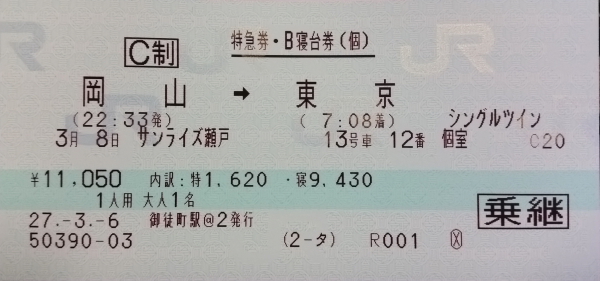 特急券・B寝台券(個)
C制
岡 山 → 東 京
(22:33発) ( 7:08着) シングルツイン
3月 8日 サンライズ瀬戸 13号車 12番 個室 C20
¥11,050 内訳:特1,620 ・寝9,430
1人用 大人1名
27.-3.-6 御徒町駅@2発行 乗継
50390-03 (2-タ) R001